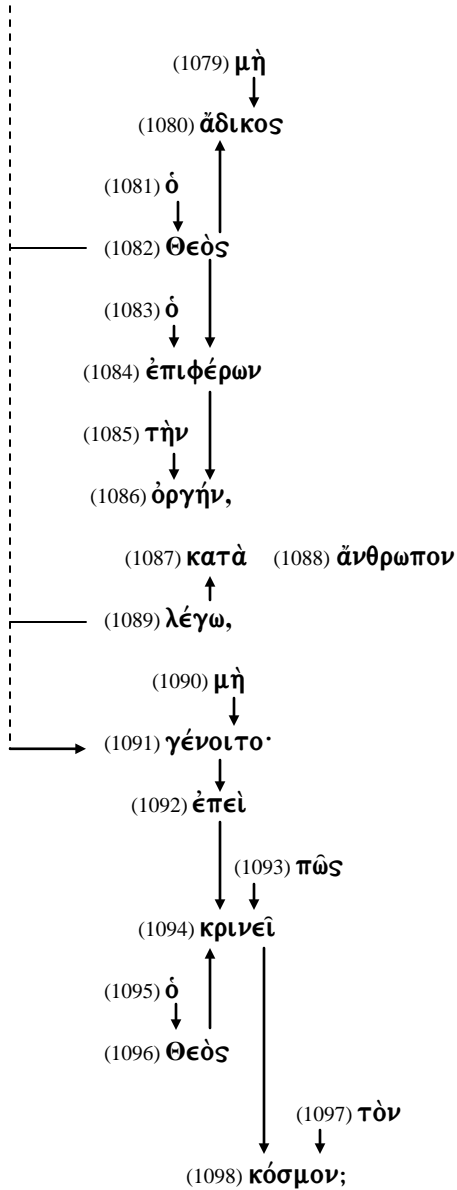 (1079) μὴ
(1080) ἄδικος
(1081) ὁ
(1082) Θεὸς
(1083) ὁ
(1084) ἐπιφέρων
(1085) τὴν
(1086) ὀργήν,
(1087) κατὰ (1088) ἄνθρωπον
(1089) λέγω,
(1090) μὴ
(1091) γένοιτο·
(1092) ἐπεὶ
(1093) πῶς
(1094) κρινεῖ
(1095) ὁ
(1096) Θεὸς
(1097) τὸν
(1098) κόσμον;